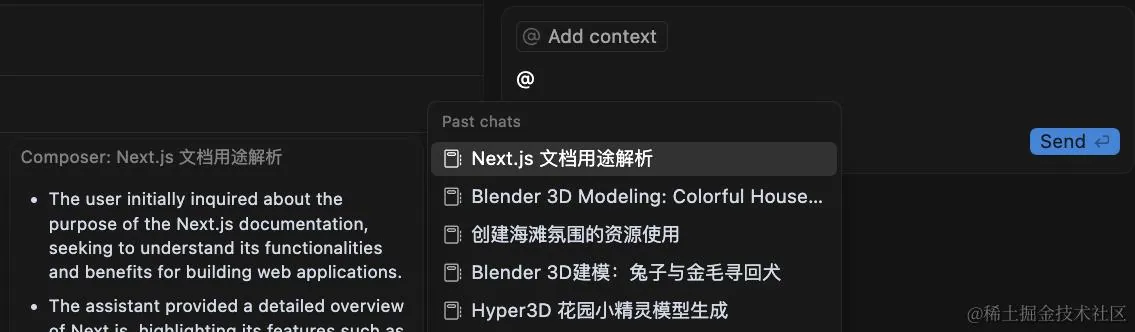 @ Add context
@
Send
Past chats
Next.js 文档用途解析
Blender 3D Modeling: Colorful House...
创建海滩氛围的资源使用
Blender 3D建模：兔子与金毛寻回犬
Hyper3D 花园小精灵模型生成
Composer: Next.js 文档用途解析
• The user initially inquired about the
purpose of the Next.js documentation,
seeking to understand its functionalities
and benefits for building web applications.
• The assistant provided a detailed overview
of Next.js, highlighting its features such as
@稀土掘金技术社区